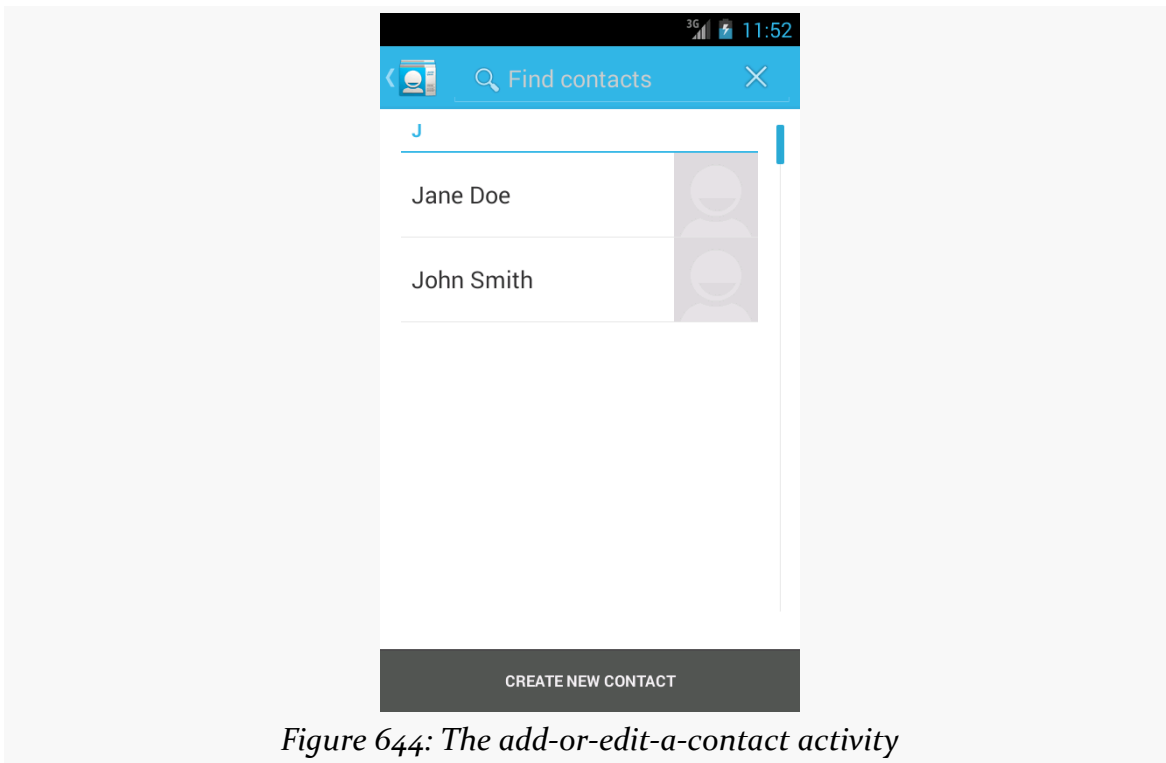 3G 11:52
Find contacts
J
Jane Doe
John Smith
CREATE NEW CONTACT
Figure 644: The add-or-edit-a-contact activity